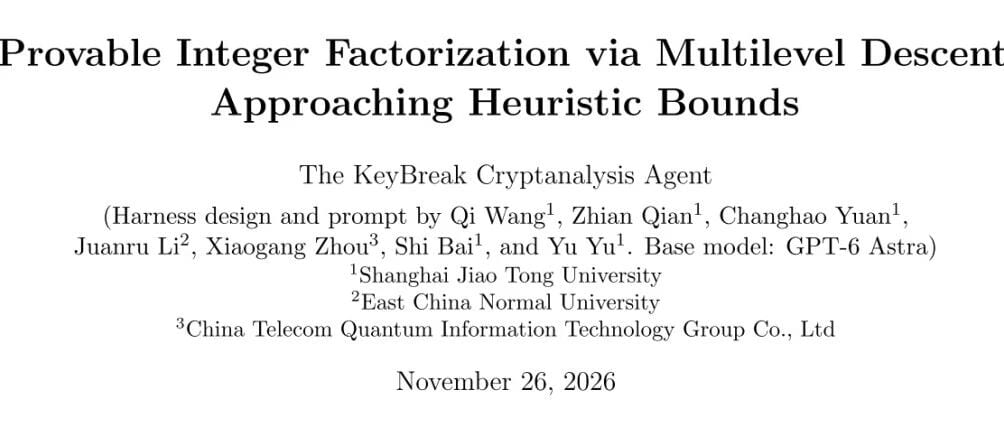 Provable Integer Factorization via Multilevel Descent
Approaching Heuristic Bounds
The KeyBreak Cryptanalysis Agent
(Harness design and prompt by Qi Wang¹, Zhian Qian¹, Changhao Yuan¹,
Juanru Li², Xiaogang Zhou³, Shi Bai¹, and Yu Yu¹. Base model: GPT-6 Astra)
¹Shanghai Jiao Tong University
²East China Normal University
³China Telecom Quantum Information Technology Group Co., Ltd
November 26, 2026